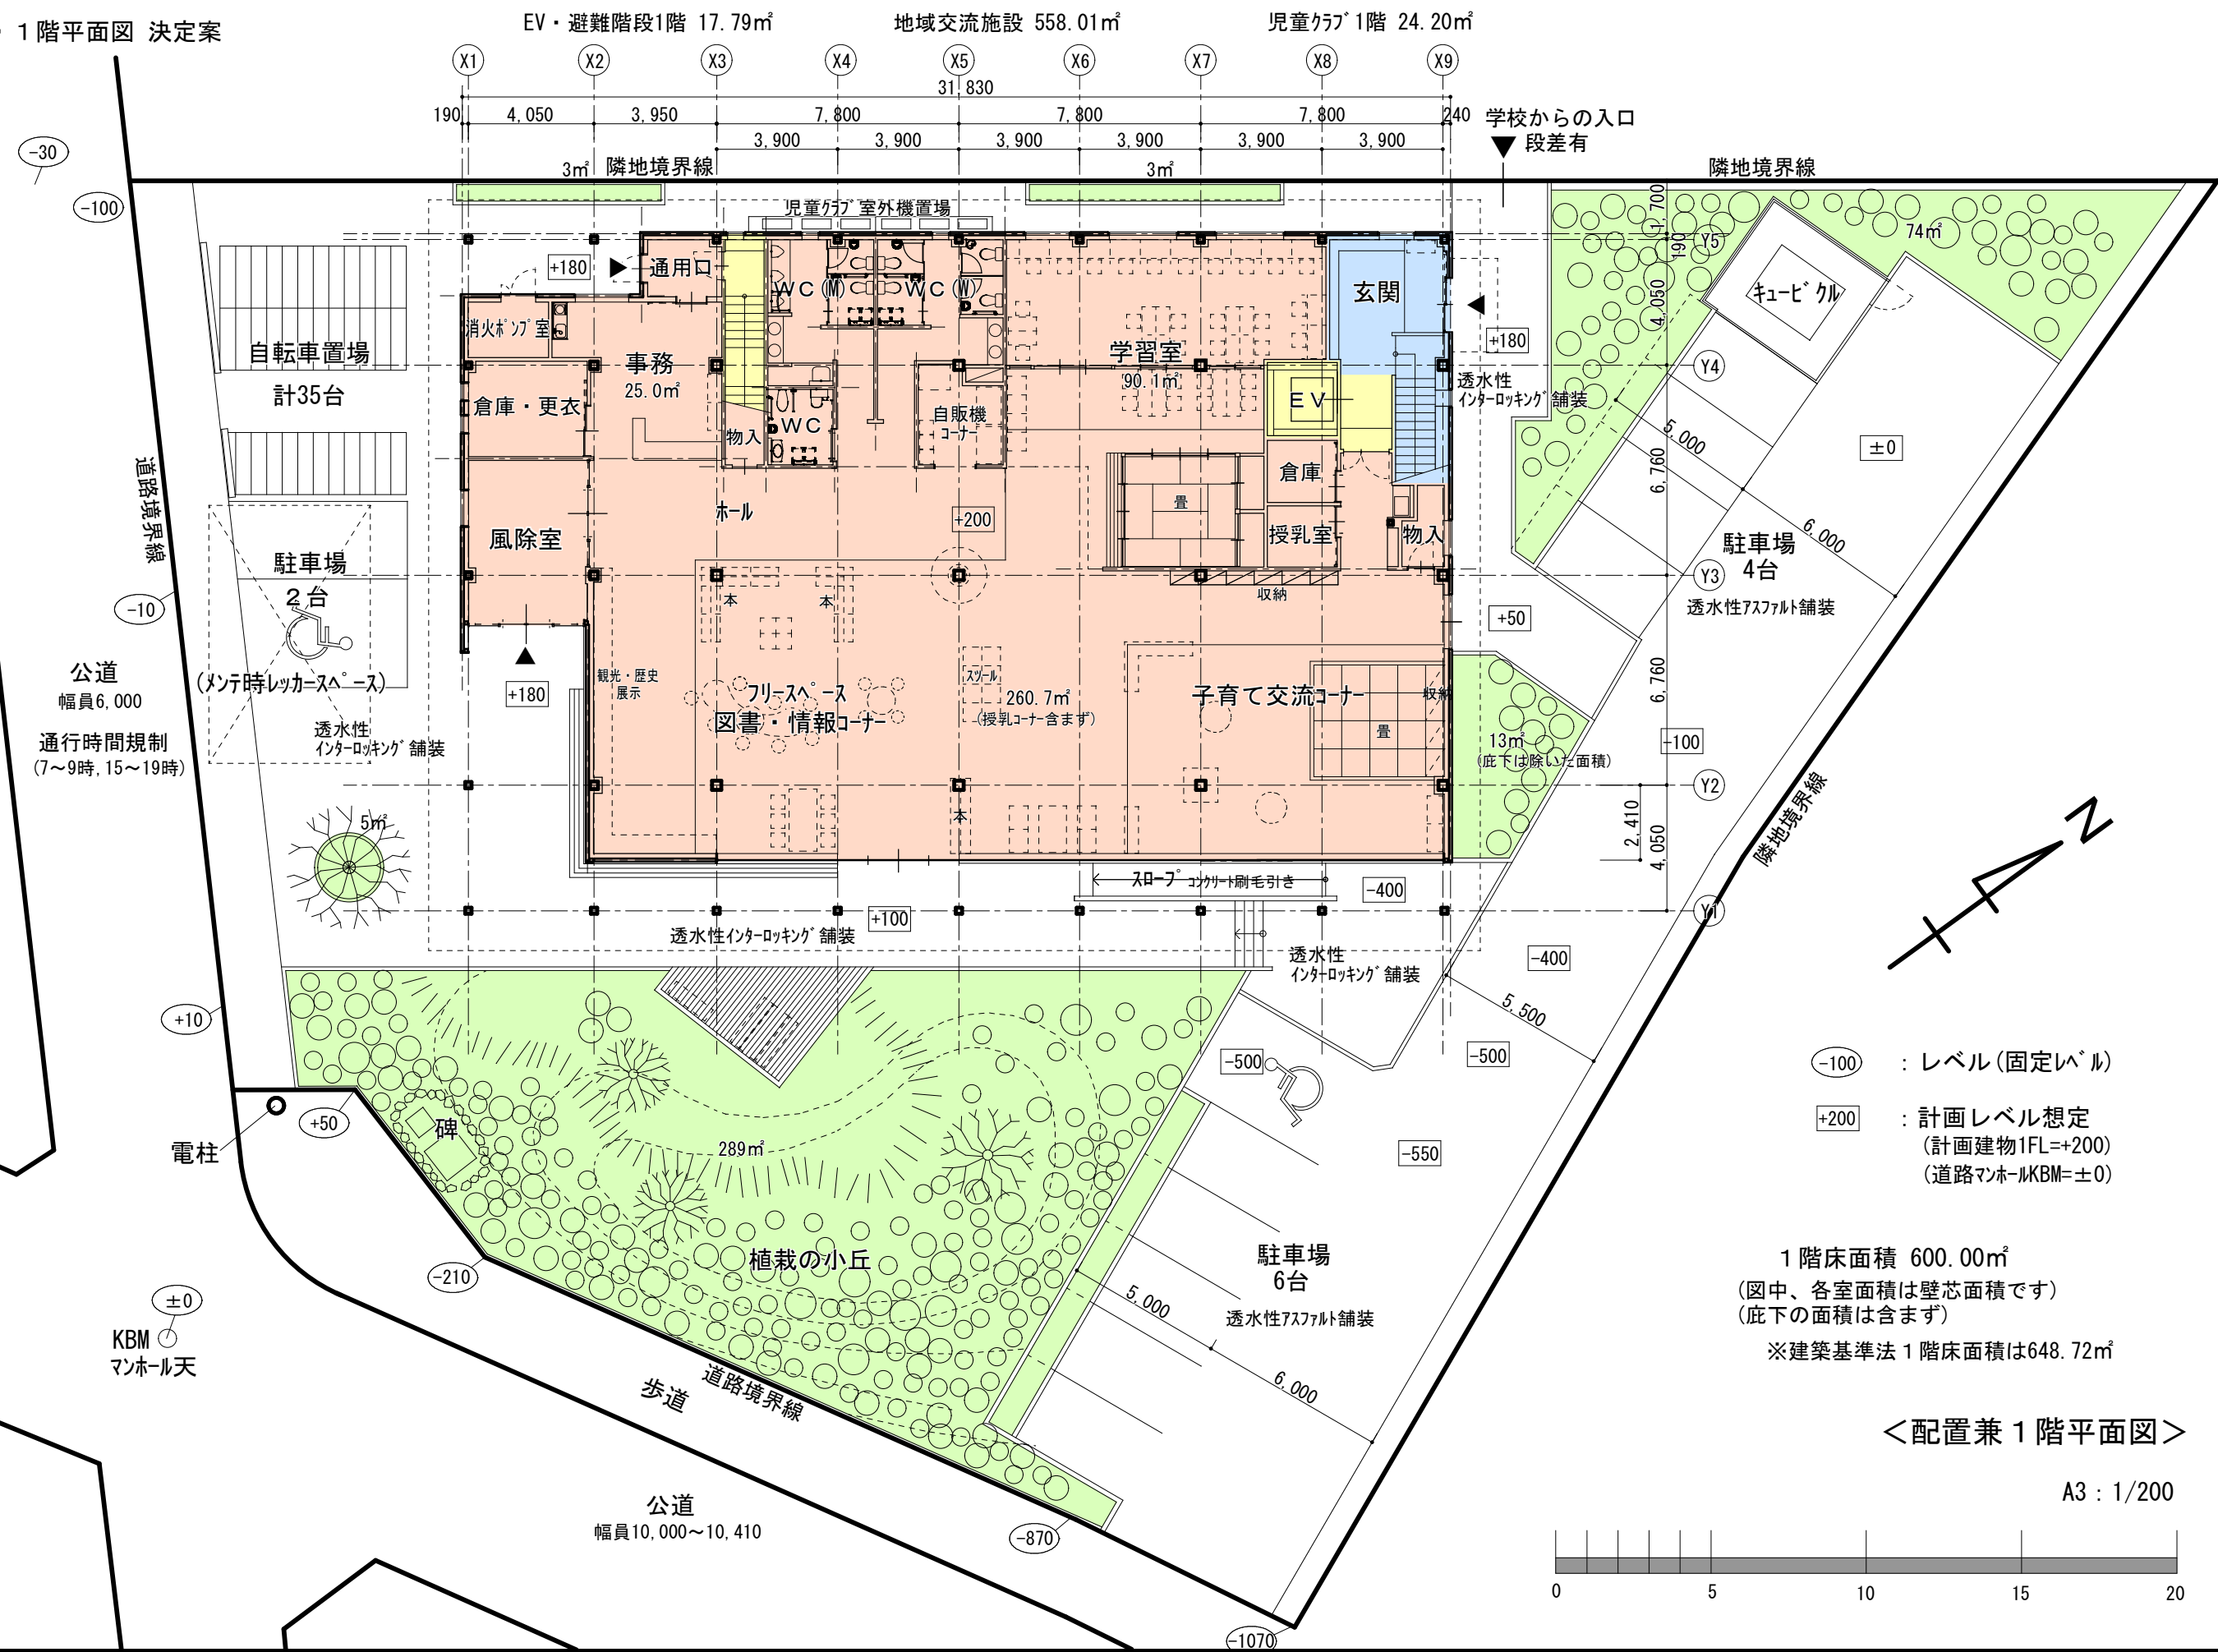 １階平面図 決定案
EV・避難階段1階 17.79㎡
地域交流施設 558.01㎡
児童ｸﾗﾌﾞ1階 24.20㎡
X1
X2
X3
X4
X5
X6
X7
X8
X9
31,830
190
4,050
3,950
7,800
7,800
7,800
240
3,900
3,900
3,900
3,900
3,900
3,900
学校からの入口
段差有
-30
-100
3㎡
隣地境界線
3㎡
隣地境界線
児童ｸﾗﾌﾞ室外機置場
1,700
190
Y5
74㎡
キュービクル
+180
通用口
WC(M)
WC(W)
玄関
4,050
消火ﾎﾟﾝﾌﾟ室
自転車置場
計35台
事務
25.0㎡
学習室
90.1㎡
+180
Y4
透水性
ｲﾝﾀｰﾛｯｷﾝｸﾞ舗装
倉庫・更衣
物入
WC
自販機
ｺｰﾅｰ
EV
5,000
±0
道路境界線
倉庫
6,760
ホール
+200
畳
風除室
授乳室
物入
6,000
駐車場
２台
駐車場
4台
Y3
透水性ｱｽﾌｧﾙﾄ舗装
-10
本
本
収納
+50
公道
幅員6,000
(ﾒﾝﾃ時ﾚｯｶｰｽﾍﾟｰｽ)
+180
観光・歴史
展示
ﾌﾘｰｽﾍﾟｰｽ
図書・情報ｺｰﾅｰ
ｽﾂｰﾙ
260.7㎡
(授乳ｺｰﾅｰ含まず)
子育て交流ｺｰﾅｰ
収納
畳
6,760
透水性
ｲﾝﾀｰﾛｯｷﾝｸﾞ舗装
通行時間規制
(7～9時,15～19時)
13㎡
(庇下は除いた面積)
-100
Y2
本
2,410
4,050
隣地境界線
N
5㎡
ｽﾛｰﾌﾟ ｺﾝｸﾘｰﾄ刷毛引き
-400
+100
Y1
透水性ｲﾝﾀｰﾛｯｷﾝｸﾞ舗装
透水性
ｲﾝﾀｰﾛｯｷﾝｸﾞ舗装
-400
+10
5,500
-500
-500
-100
：レベル(固定ﾚﾍﾞﾙ)
+50
碑
電柱
289㎡
-550
+200
：計画レベル想定
(計画建物1FL=+200)
(道路ﾏﾝﾎｰﾙKBM=±0)
植栽の小丘
-210
駐車場
6台
5,000
透水性ｱｽﾌｧﾙﾄ舗装
１階床面積 600.00㎡
(図中、各室面積は壁芯面積です)
(庇下の面積は含まず)
※建築基準法１階床面積は648.72㎡
±0
KBM
ﾏﾝﾎｰﾙ天
歩道
道路境界線
6,000
＜配置兼１階平面図＞
A3：1/200
公道
幅員10,000～10,410
-870
0
5
10
15
20
-1070